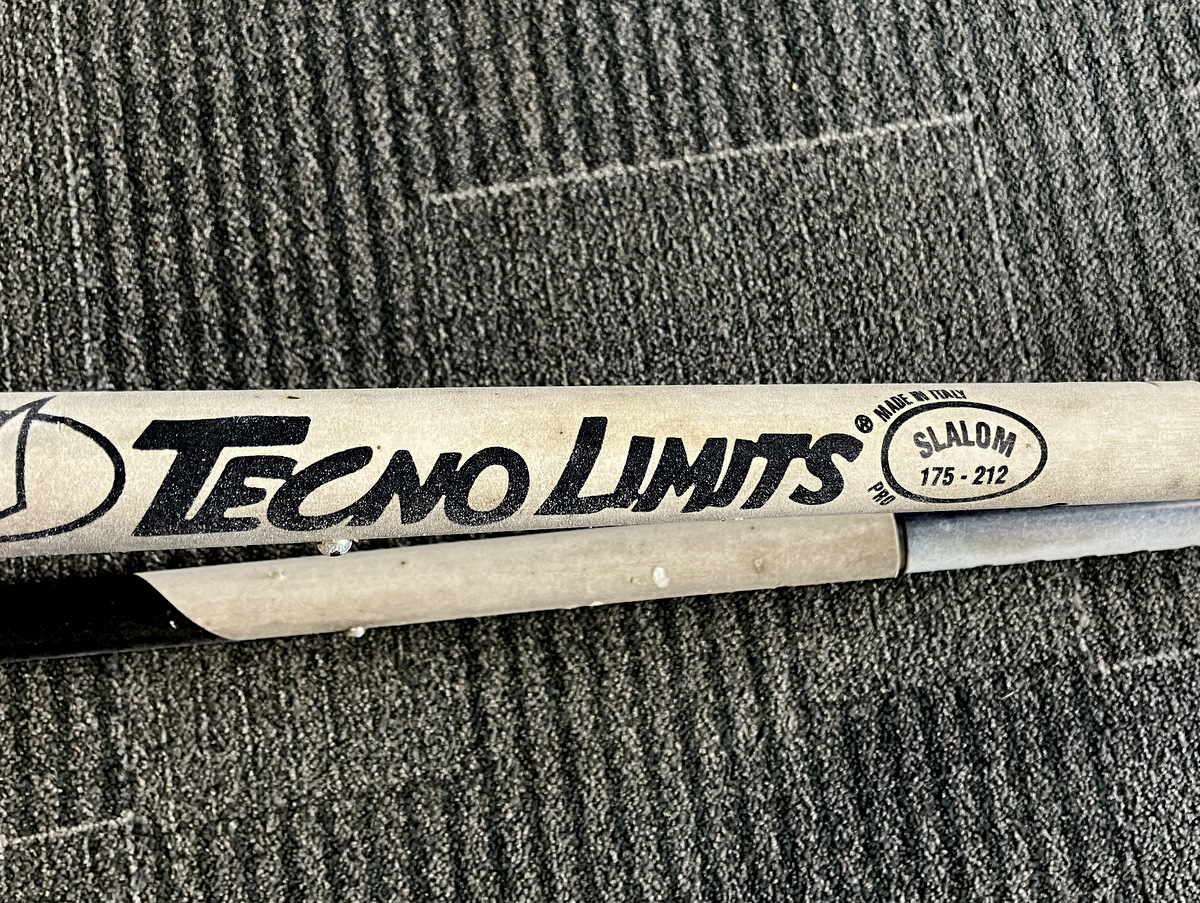 TECNO LIMITS®
MADE IN ITALY
SLALOM
175 - 212
PRO